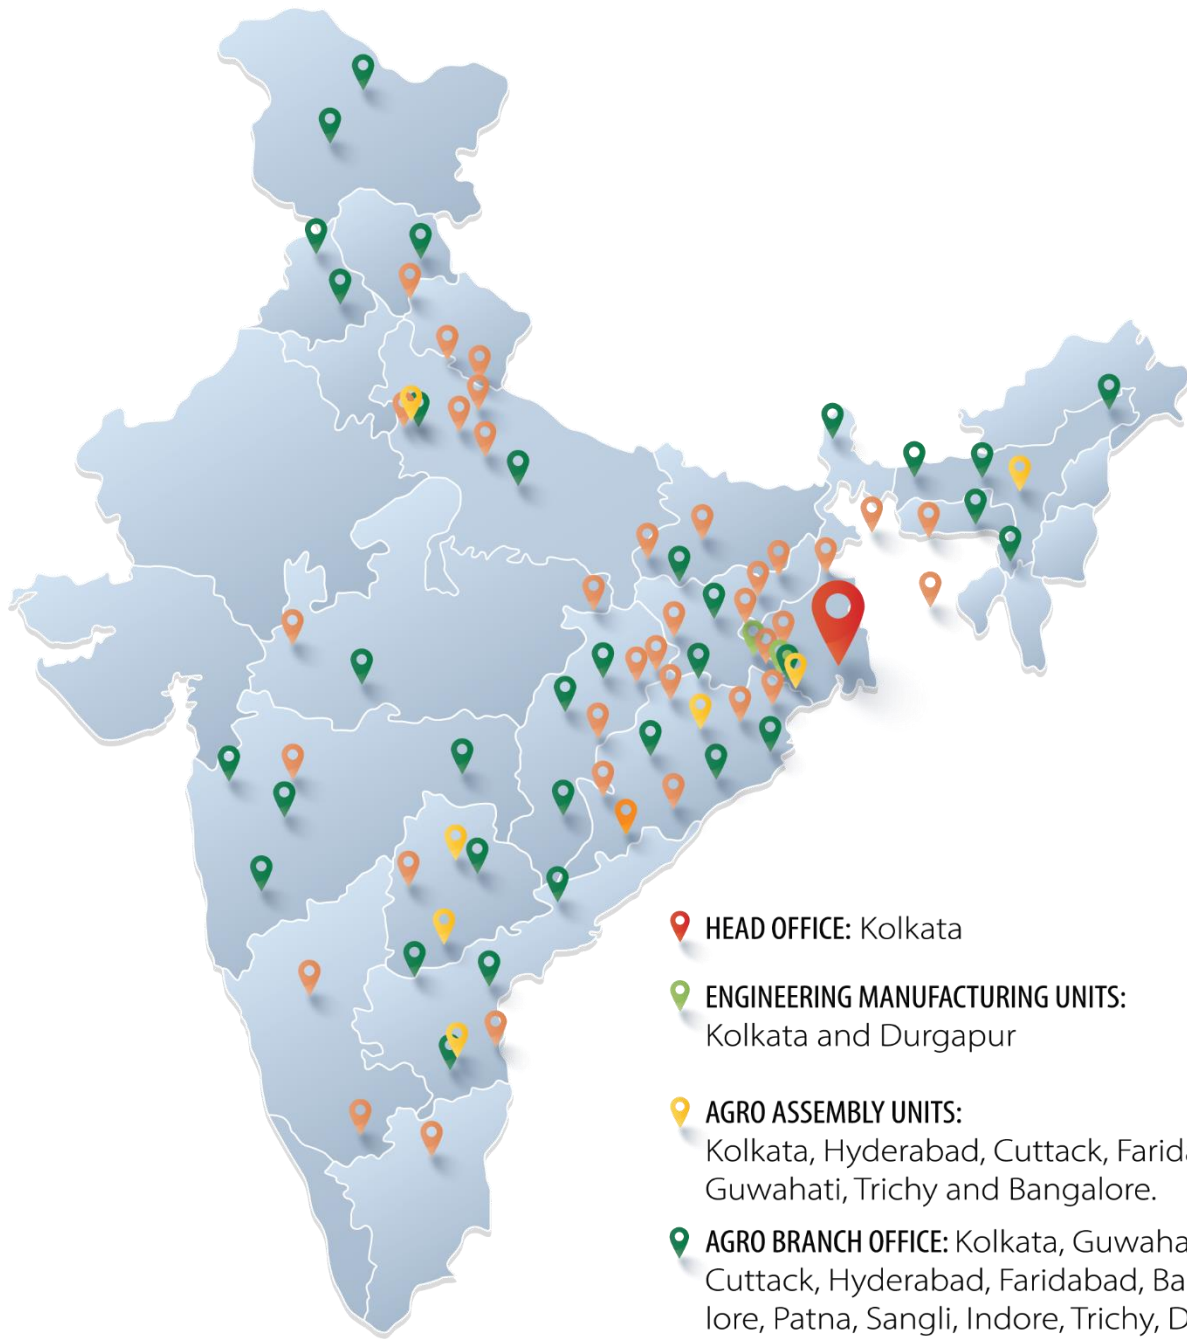 HEAD OFFICE: Kolkata
ENGINEERING MANUFACTURING UNITS:
Kolkata and Durgapur
AGRO ASSEMBLY UNITS:
Kolkata, Hyderabad, Cuttack,
Guwahati, Trichy and Bangalore.
AGRO BRANCH OFFICE: Kolkata,
Cuttack, Hyderabad, Faridabad,
lore, Patna, Sangli, Indore, Trichy,